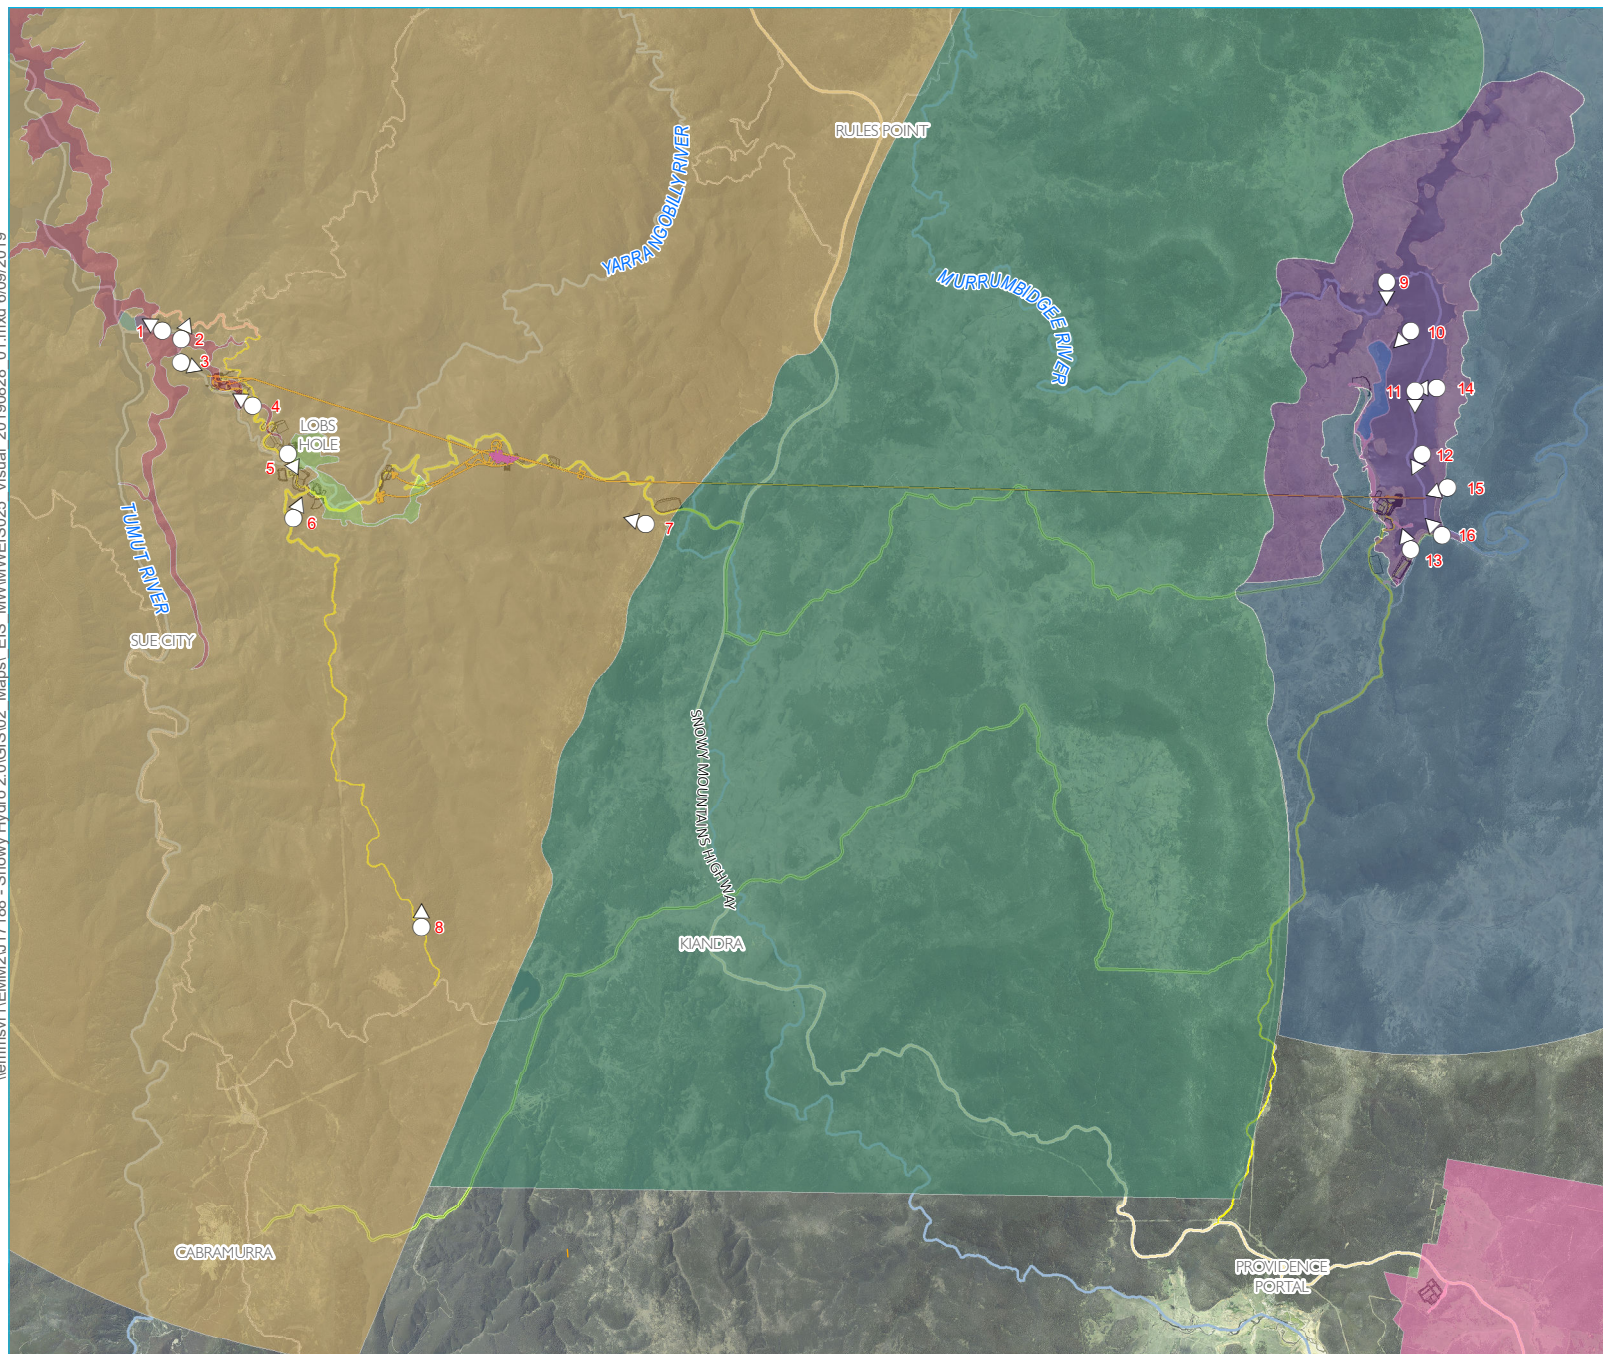 RULES POINT
YARRANGOBILLY RIVER
MURRUMBIDGEE RIVER
9
1
2
10
3
11
14
4
LOBS
HOLE
12
5
15
6
7
16
13
TUMUT RIVER
SUE CITY
SNOWY MOUNTAINS HIGHWAY
8
KIANDRA
CABRAMURRA
PROVIDENCE
PORTAL